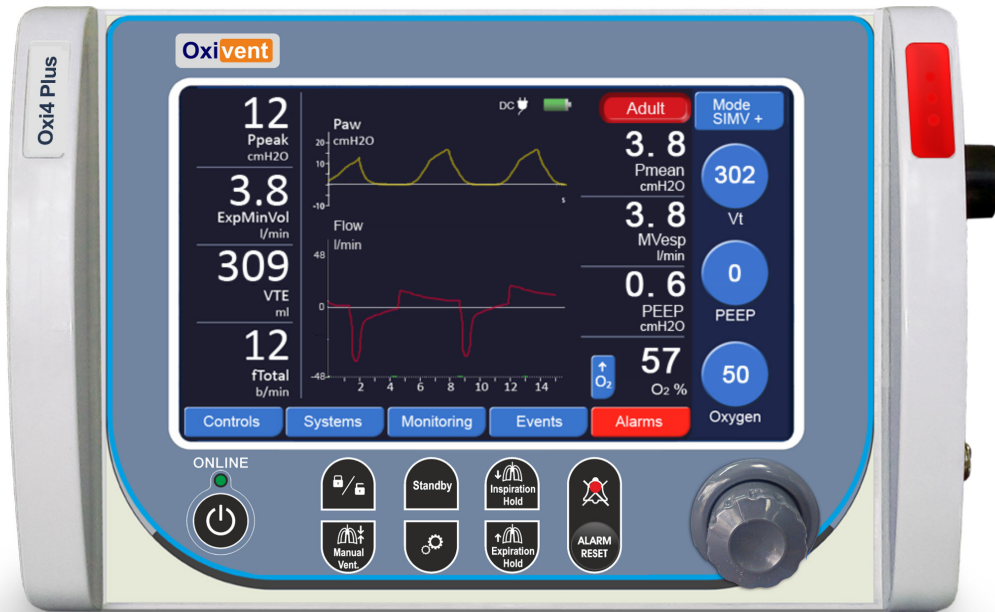 Oxi4 Plus
Oxivent
12
Ppeak
cmH2O
3.8
ExpMinVol
l/min
309
VTE
ml
12
fTotal
b/min
DC
Paw
cmH2O
20
10
-10
s
Flow
l/min
48
0
-48
2 4 6 8 10 12 14
Adult
3. 8
Pmean
cmH2O
3. 8
MVesp
l/min
0. 6
PEEP
cmH2O
O2
57
O2 %
Mode
SIMV +
302
Vt
0
PEEP
50
Oxygen
Controls Systems Monitoring Events Alarms
ONLINE
Standby
Inspiration
Hold
Manual
Vent.
Expiration
Hold
ALARM
RESET